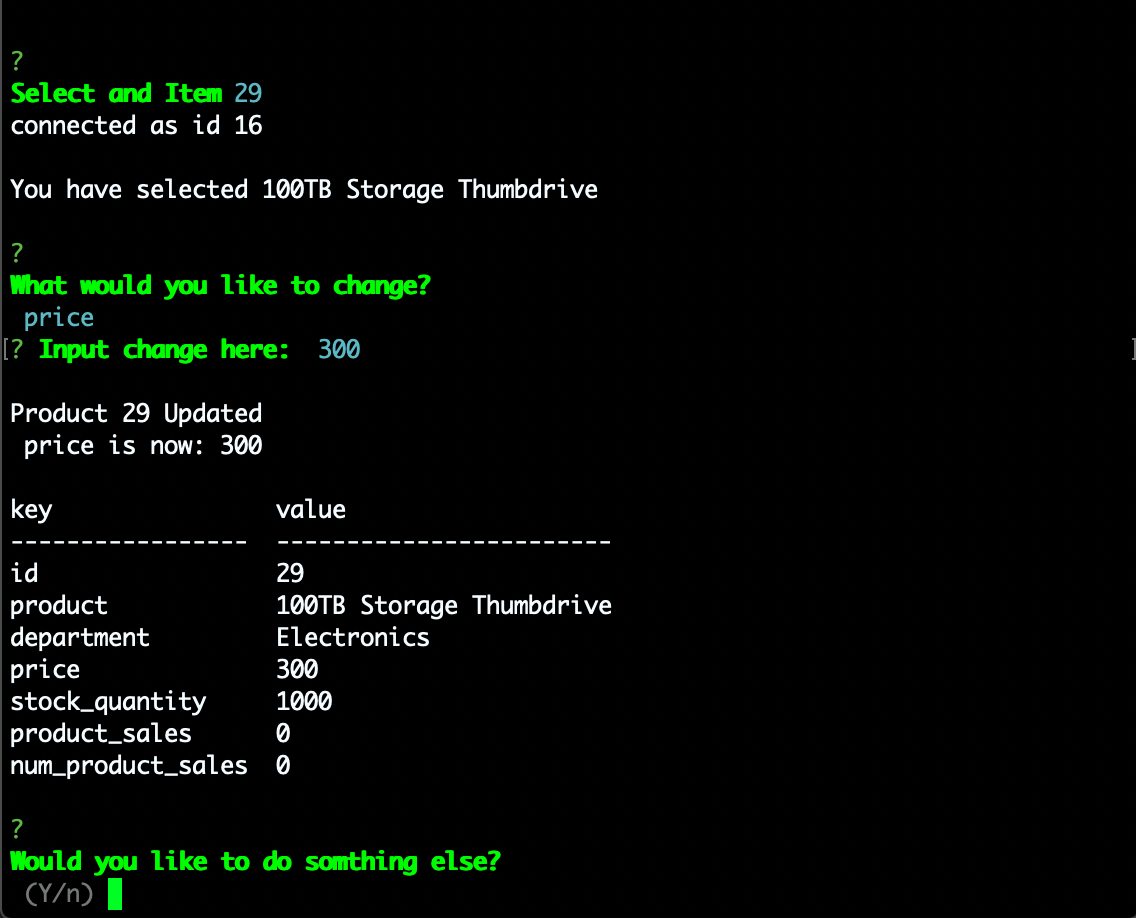 ?
Select and Item 29
connected as id 16
You have selected 100TB Storage Thumbdrive
?
What would you like to change?
price
[? Input change here:  300 ]
Product 29 Updated
price is now: 300
key                value
-----------------  ------------------------
id                 29
product            100TB Storage Thumbdrive
department         Electronics
price              300
stock_quantity     1000
product_sales      0
num_product_sales  0
?
Would you like to do somthing else?
(Y/n)